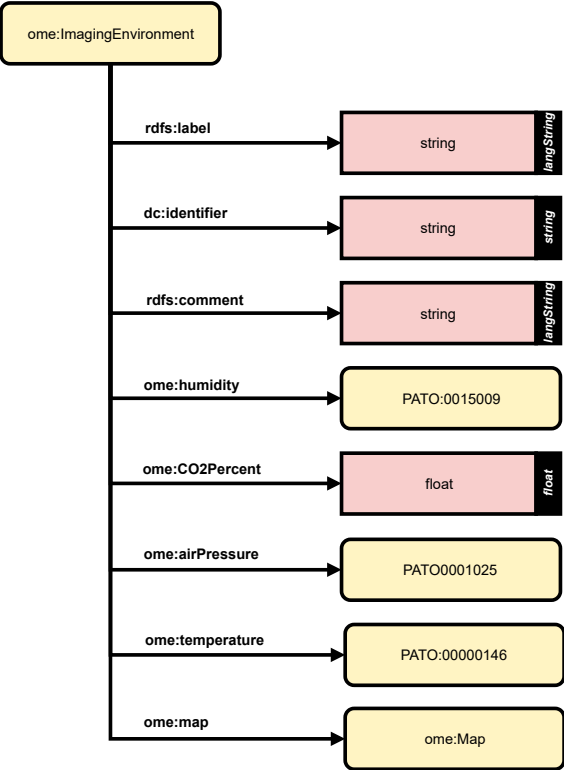 ome:ImagingEnvironment
rdfs:label
string
langString
dc:identifier
string
string
rdfs:comment
string
langString
ome:humidity
PATO:0015009
ome:CO2Percent
float
float
ome:airPressure
PATO0001025
ome:temperature
PATO:00000146
ome:map
ome:Map